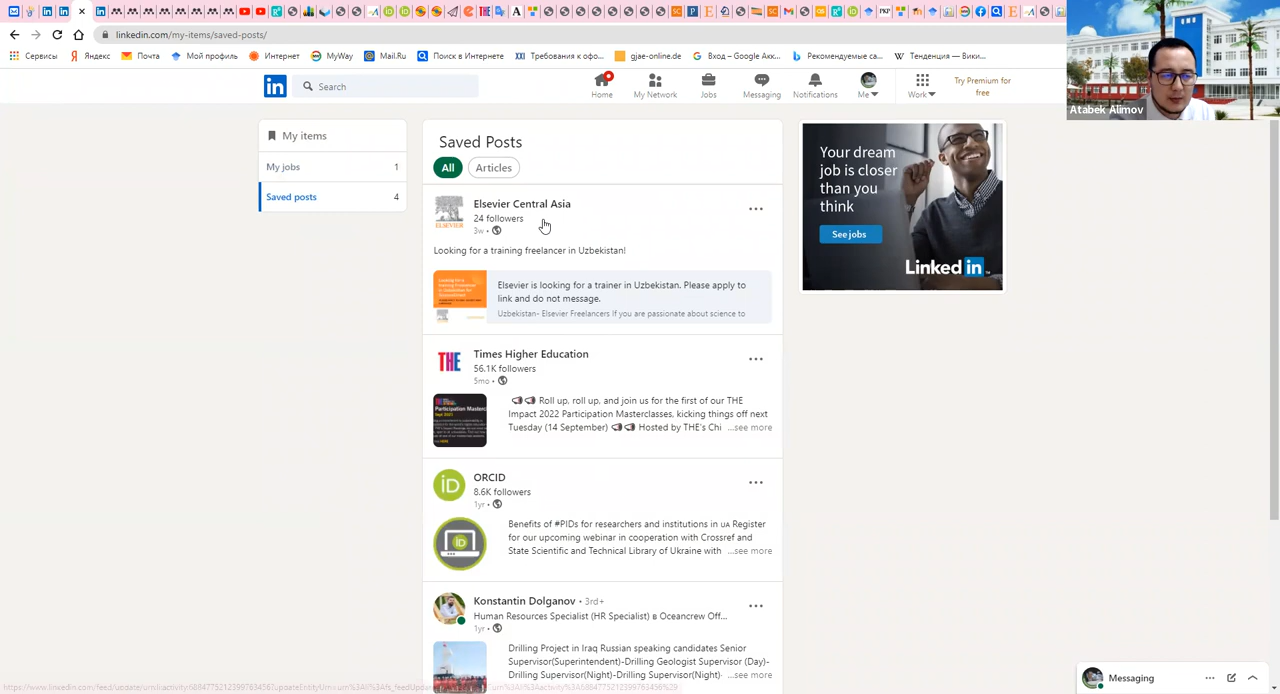 linkedin.com/my-items/saved-posts/
Сервисы
Яндекс
Почта
Мой профиль
Интернет
MyWay
Mail.Ru
Поиск в Интернете
Требования к офо...
gjae-online.de
Вход – Google Акк...
Рекомендуемые са...
Тенденция — Вики...
Atabek Alimov
in
Search
Home
My Network
Jobs
Messaging
Notifications
Me
Work
Try Premium for
free
My items
My jobs 1
Saved posts 4
Saved Posts
All
Articles
ELSEVIER
Elsevier Central Asia
24 followers
3w •
Looking for a training freelancer in Uzbekistan!
Elsevier is looking for a trainer in Uzbekistan. Please apply to
link and do not message.
Uzbekistan- Elsevier Freelancers If you are passionate about science to
THE
Times Higher Education
56.1K followers
5mo •
Participation Masterc
Roll up, roll up, and join us for the first of our THE
Impact 2022 Participation Masterclasses, kicking things off next
Tuesday (14 September) Hosted by THE's Chi ...see more
iD
ORCID
8.6K followers
1yr •
iD
Benefits of #PIDs for researchers and institutions in UA Register
for our upcoming webinar in cooperation with Crossref and
State Scientific and Technical Library of Ukraine with ...see more
Konstantin Dolganov • 3rd+
Human Resources Specialist (HR Specialist) в Oceancrew Off...
1yr •
Drilling Project in Iraq Russian speaking candidates Senior
Supervisor(Superintendent)-Drilling Geologist Supervisor (Day)-
Drilling Supervisor(Night)-Drilling Supervisor(Night)- ...see more
Your dream
job is closer
than you
think
See jobs
Linked in
Messaging